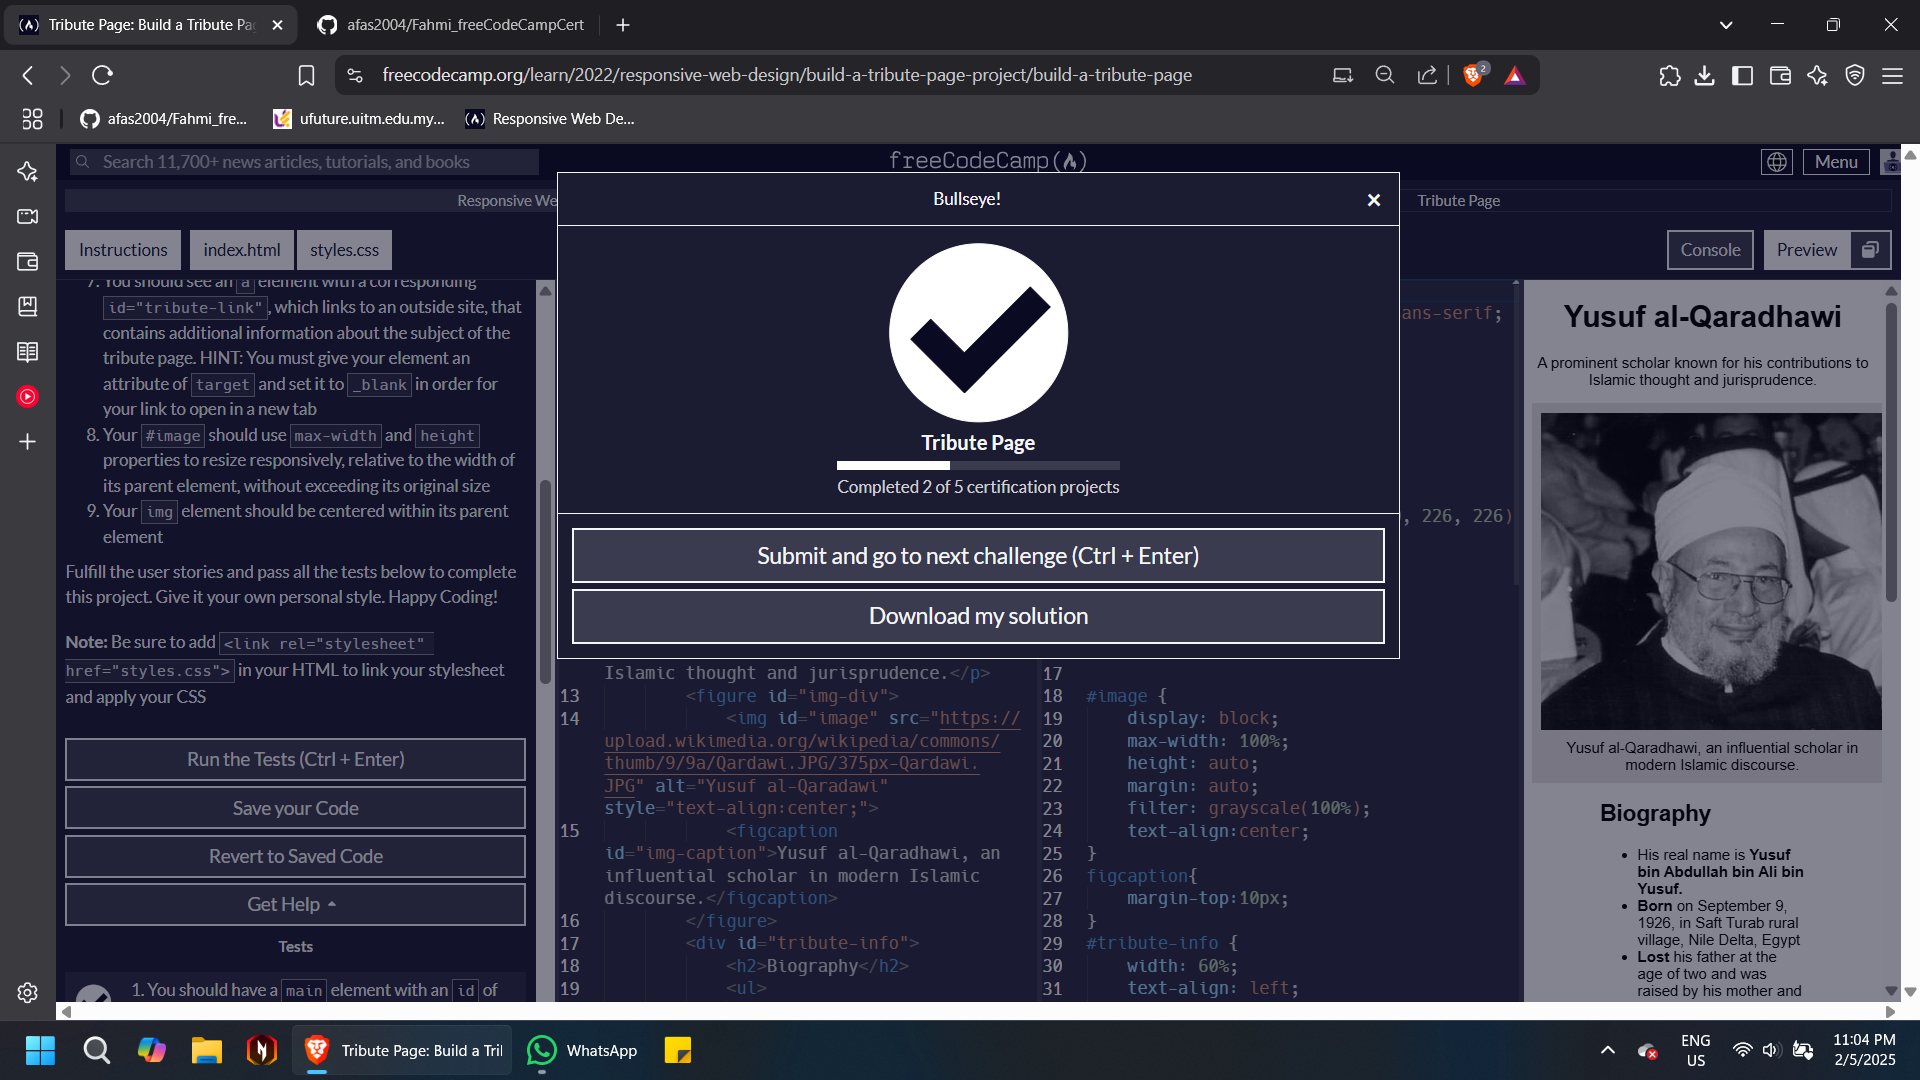 Tribute Page: Build a Tribute Pa
afas2004/Fahmi_freeCodeCampCert
freecodecamp.org/learn/2022/responsive-web-design/build-a-tribute-page-project/build-a-tribute-page
2
afas2004/Fahmi_fre...
ufuture.uitm.edu.my...
Responsive Web De...
Search 11,700+ news articles, tutorials, and books
freeCodeCamp
Menu
Responsive We
Tribute Page
Instructions
index.html
styles.css
Console
Preview
7. You should see an a element with a corresponding
id="tribute-link", which links to an outside site, that
contains additional information about the subject of the
tribute page. HINT: You must give your element an
attribute of target and set it to _blank in order for
your link to open in a new tab
8. Your #image should use max-width and height
properties to resize responsively, relative to the width of
its parent element, without exceeding its original size
9. Your img element should be centered within its parent
element
Fulfill the user stories and pass all the tests below to complete
this project. Give it your own personal style. Happy Coding!
Note: Be sure to add <link rel="stylesheet"
href="styles.css"> in your HTML to link your stylesheet
and apply your CSS
Run the Tests (Ctrl + Enter)
Save your Code
Revert to Saved Code
Get Help
Tests
1. You should have a main element with an id of
Bullseye!
×
Tribute Page
Completed 2 of 5 certification projects
Submit and go to next challenge (Ctrl + Enter)
Download my solution
Islamic thought and jurisprudence.</p>
13 <figure id="img-div">
14 <img id="image" src="https://
upload.wikimedia.org/wikipedia/commons/
thumb/9/9a/Qardawi.JPG/375px-Qardawi.
JPG" alt="Yusuf al-Qaradawi"
style="text-align:center;">
15 <figcaption
id="img-caption">Yusuf al-Qaradhawi, an
influential scholar in modern Islamic
discourse.</figcaption>
16 </figure>
17 <div id="tribute-info">
18 <h2>Biography</h2>
19 <ul>
ans-serif;
, 226, 226)
17
18 #image {
19 display: block;
20 max-width: 100%;
21 height: auto;
22 margin: auto;
23 filter: grayscale(100%);
24 text-align:center;
25 }
26 figcaption{
27 margin-top:10px;
28 }
29 #tribute-info {
30 width: 60%;
31 text-align: left;
Yusuf al-Qaradhawi
A prominent scholar known for his contributions to
Islamic thought and jurisprudence.
Yusuf al-Qaradhawi, an influential scholar in
modern Islamic discourse.
Biography
• His real name is Yusuf
bin Abdullah bin Ali bin
Yusuf.
• Born on September 9,
1926, in Saft Turab rural
village, Nile Delta, Egypt
• Lost his father at the
age of two and was
raised by his mother and
Tribute Page: Build a Tri
WhatsApp
ENG
US
11:04 PM
2/5/2025